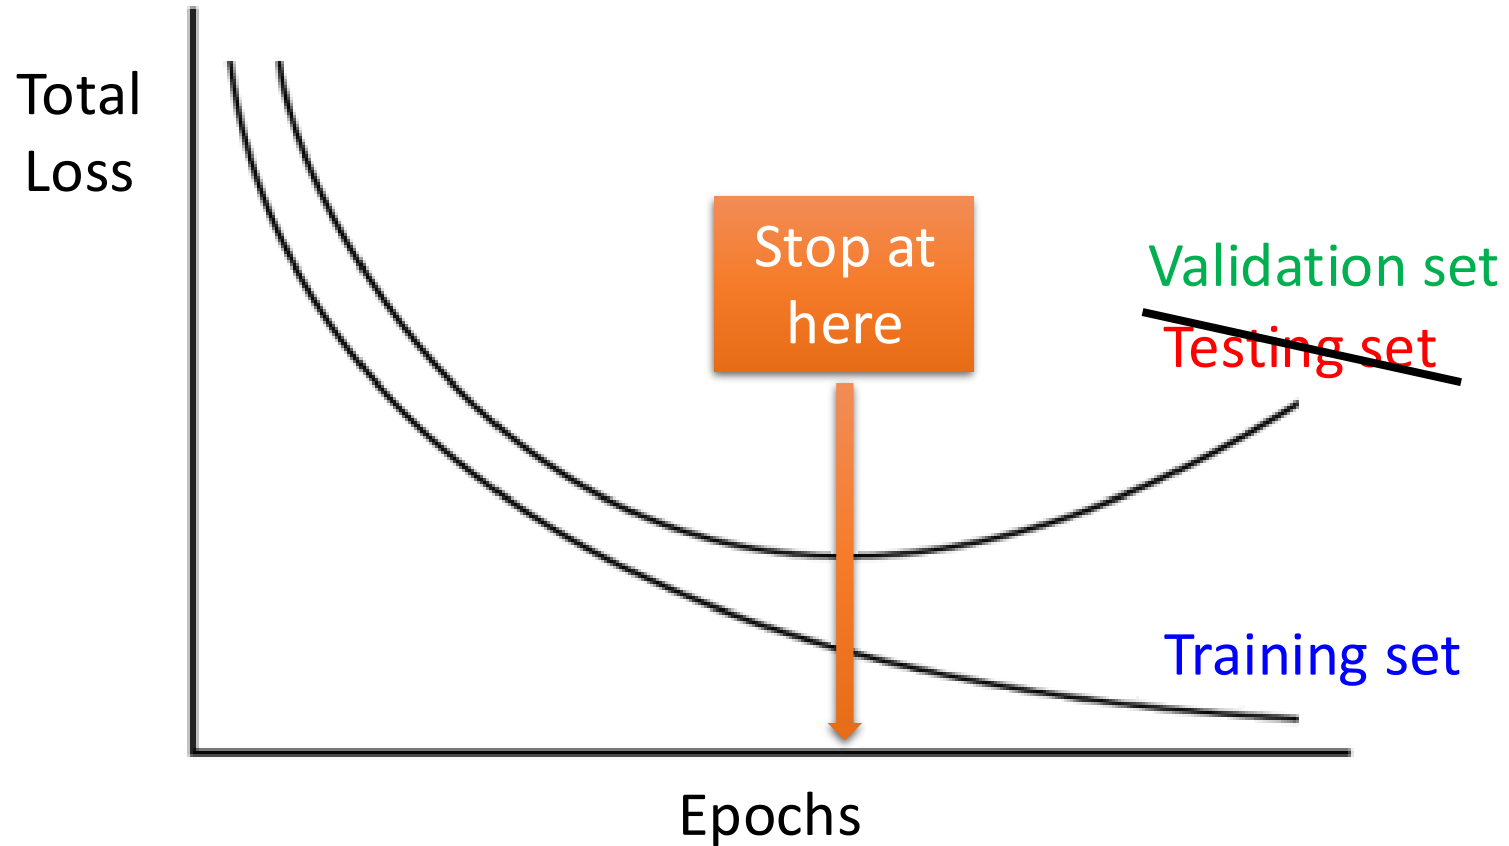 Total
Loss
Stop at
here
Validation set
Testing set
Training set
Epochs